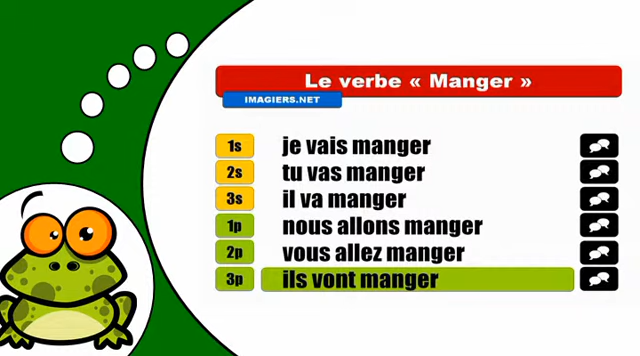 Le verbe « Manger »
IMAGIERS.NET
1s je vais manger
2s tu vas manger
3s il va manger
1p nous allons manger
2p vous allez manger
3p ils vont manger